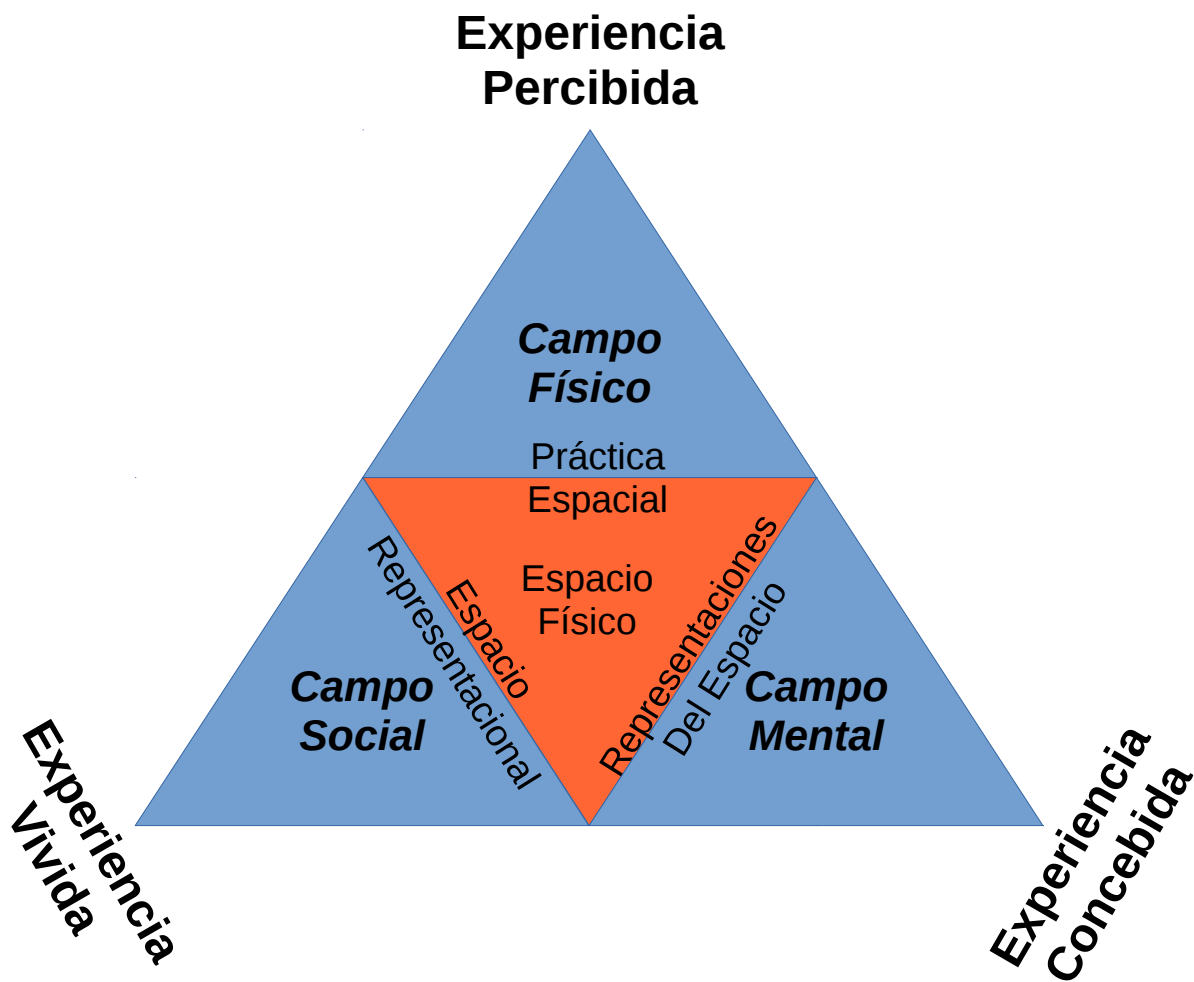 Experiencia
Percibida
Campo
Físico
Práctica
Espacial
Espacio
Físico
Espacio
Representacional
Representaciones
Del Espacio
Campo
Social
Campo
Mental
Experiencia
Vivida
Experiencia
Concebida